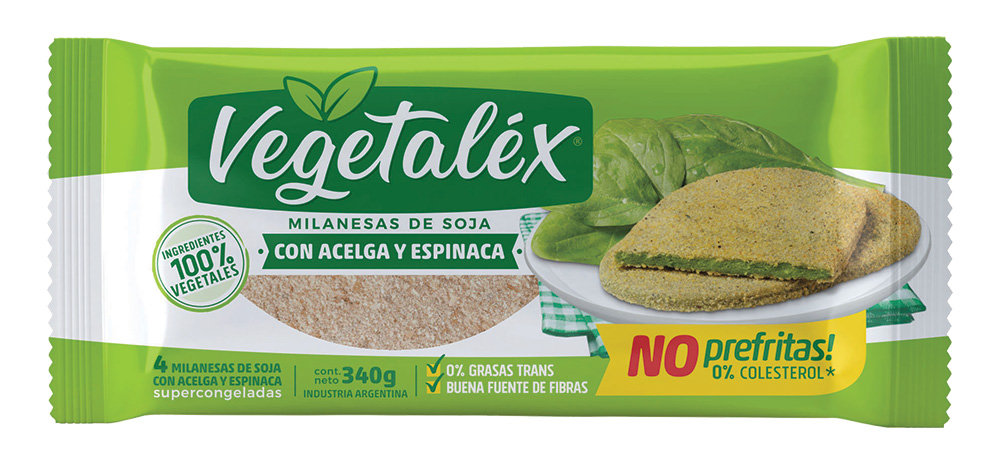 Vegetaléx®
MILANESAS DE SOJA
· CON ACELGA Y ESPINACA ·
INGREDIENTES
100%
VEGETALES
4 MILANESAS DE SOJA
CON ACELGA Y ESPINACA
supercongeladas
cont.
neto 340g
INDUSTRIA ARGENTINA
0% GRASAS TRANS
BUENA FUENTE DE FIBRAS
NO prefritas!
0% COLESTEROL*